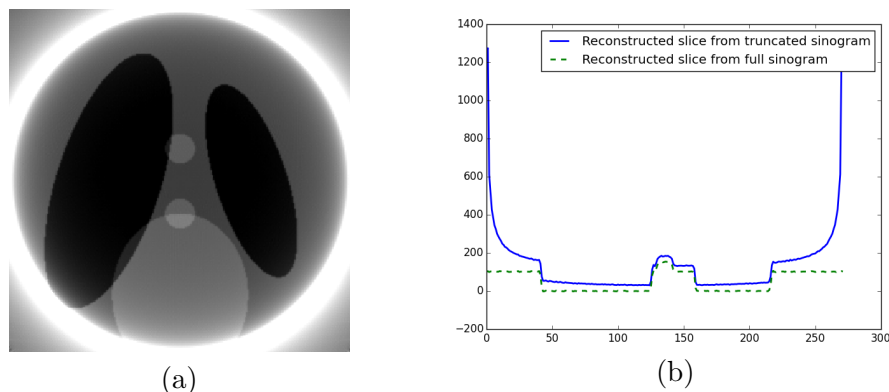 1400
1200
1000
800
600
400
200
0
−200
0 50 100 150 200 250 300
Reconstructed slice from truncated sinogram
Reconstructed slice from full sinogram
(a)
(b)